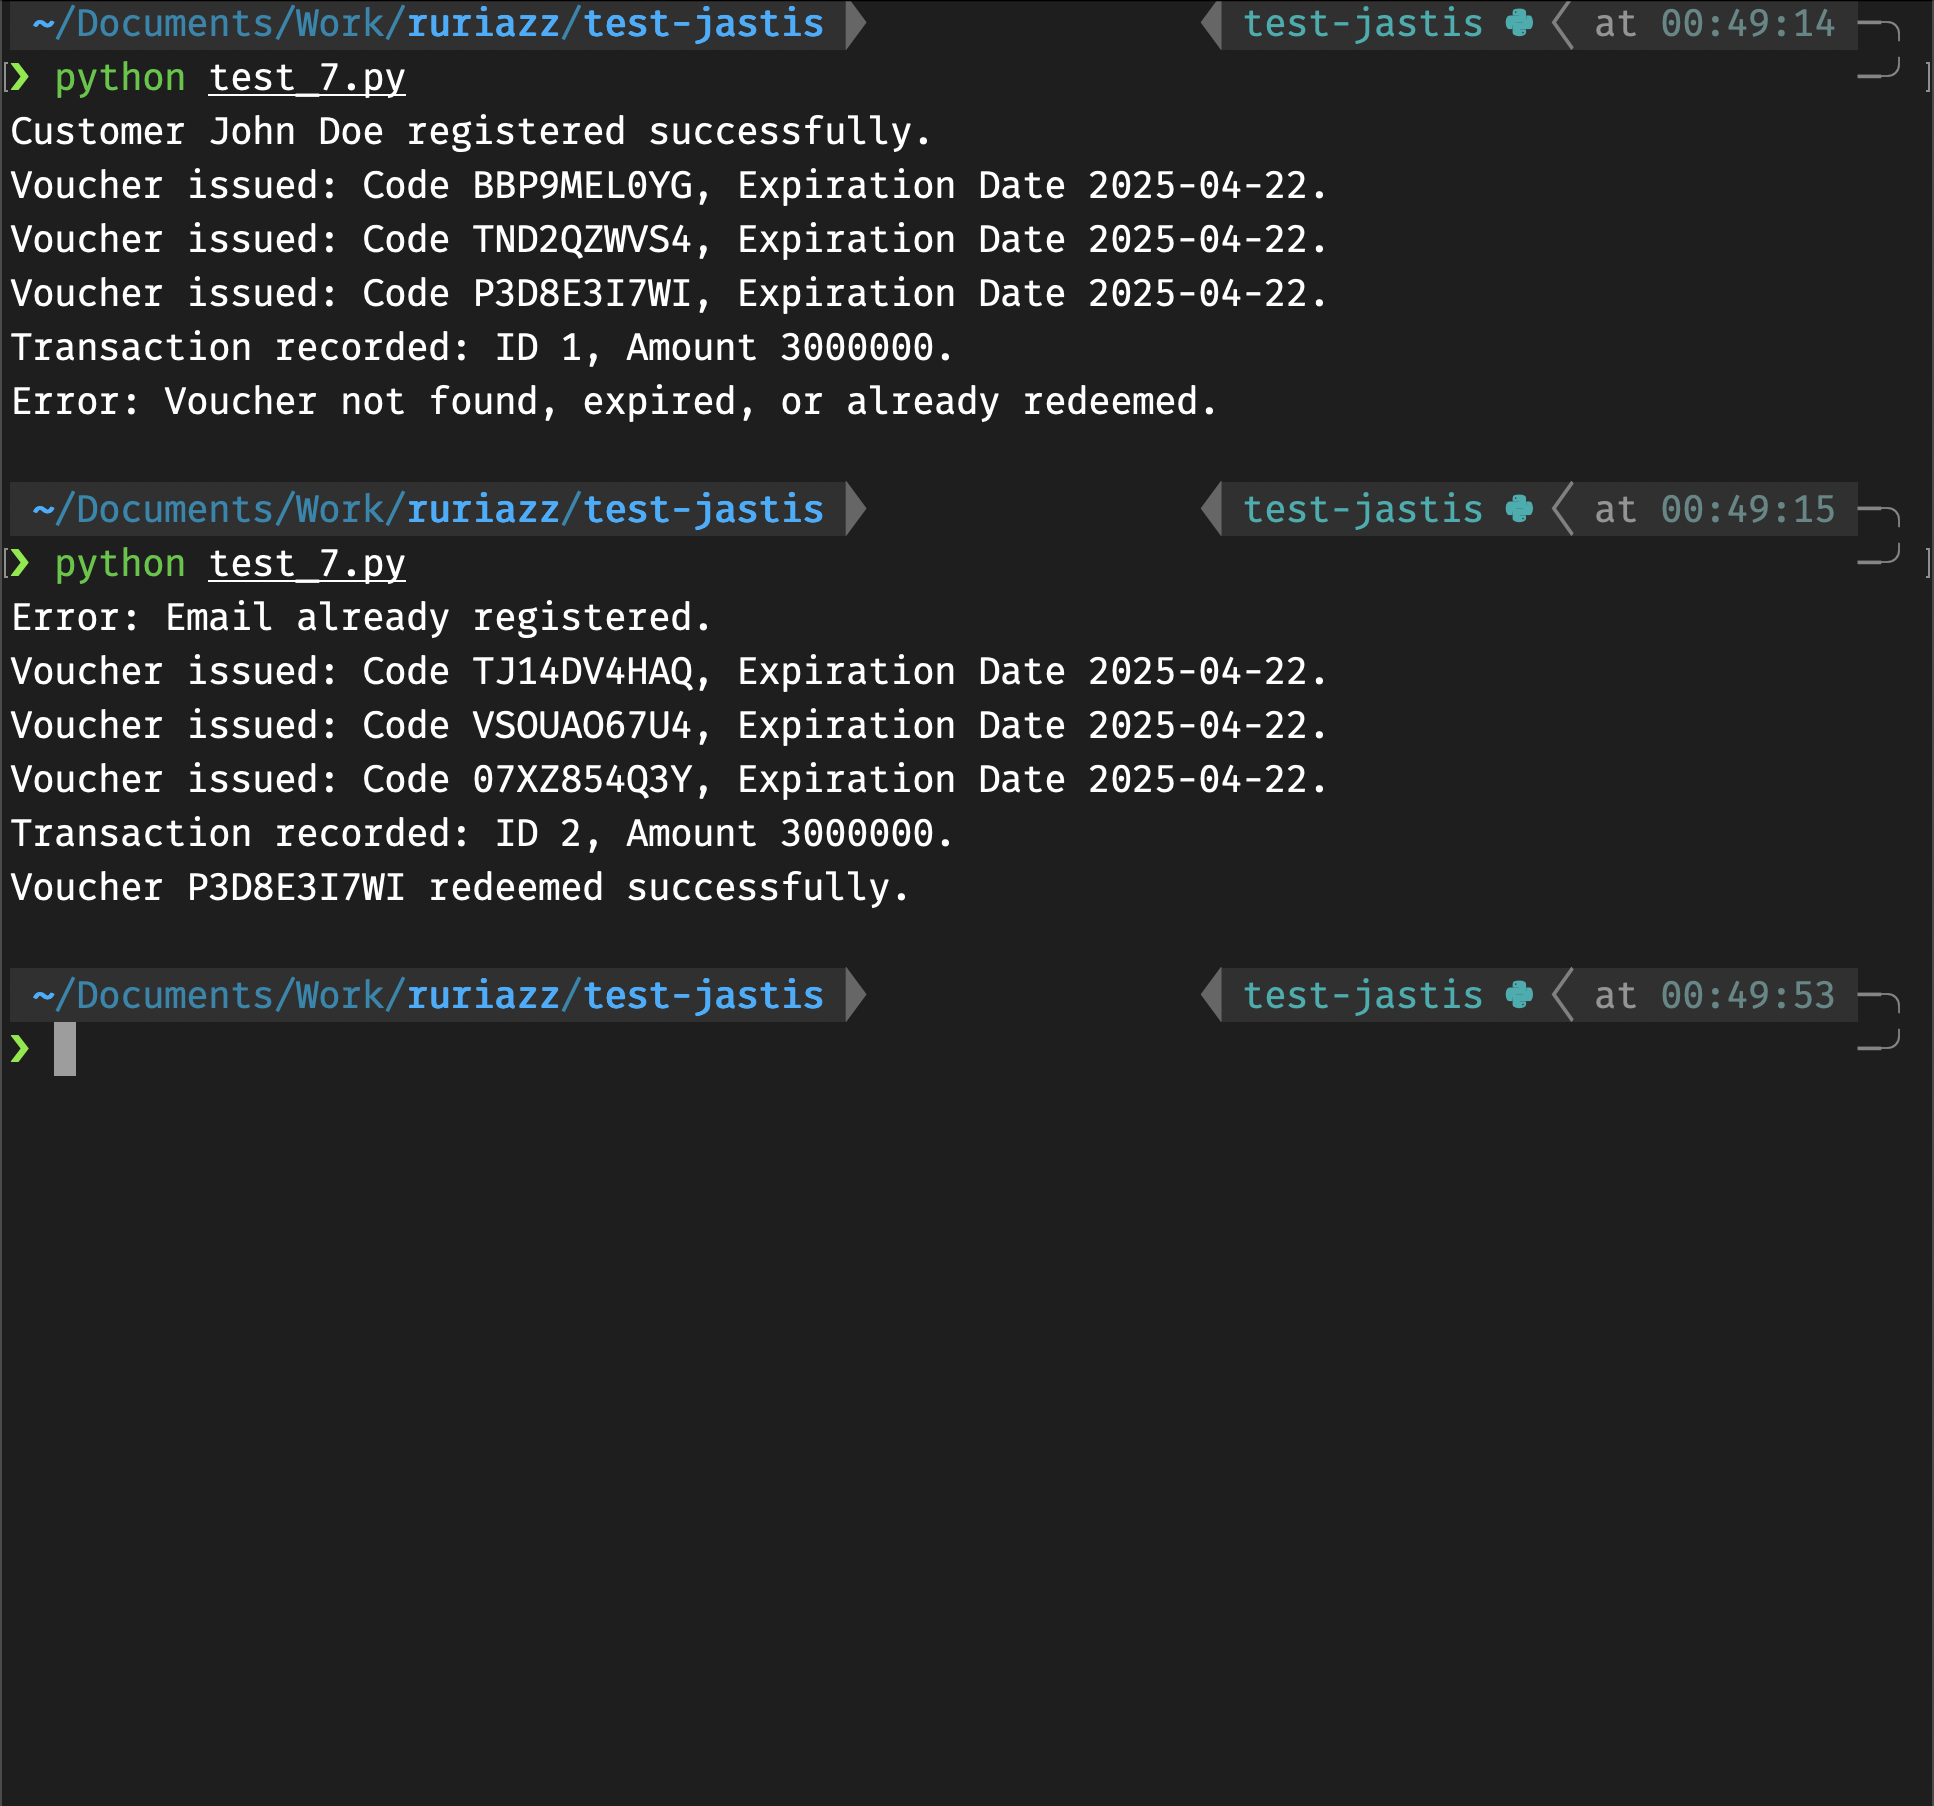 ~/Documents/Work/ruriazz/test-jastis test-jastis at 00:49:14
❯ python test_7.py
Customer John Doe registered successfully.
Voucher issued: Code BBP9MEL0YG, Expiration Date 2025-04-22.
Voucher issued: Code TND2QZWVS4, Expiration Date 2025-04-22.
Voucher issued: Code P3D8E3I7WI, Expiration Date 2025-04-22.
Transaction recorded: ID 1, Amount 3000000.
Error: Voucher not found, expired, or already redeemed.
~/Documents/Work/ruriazz/test-jastis test-jastis at 00:49:15
❯ python test_7.py
Error: Email already registered.
Voucher issued: Code TJ14DV4HAQ, Expiration Date 2025-04-22.
Voucher issued: Code VSOUAO67U4, Expiration Date 2025-04-22.
Voucher issued: Code 07XZ854Q3Y, Expiration Date 2025-04-22.
Transaction recorded: ID 2, Amount 3000000.
Voucher P3D8E3I7WI redeemed successfully.
~/Documents/Work/ruriazz/test-jastis test-jastis at 00:49:53
❯